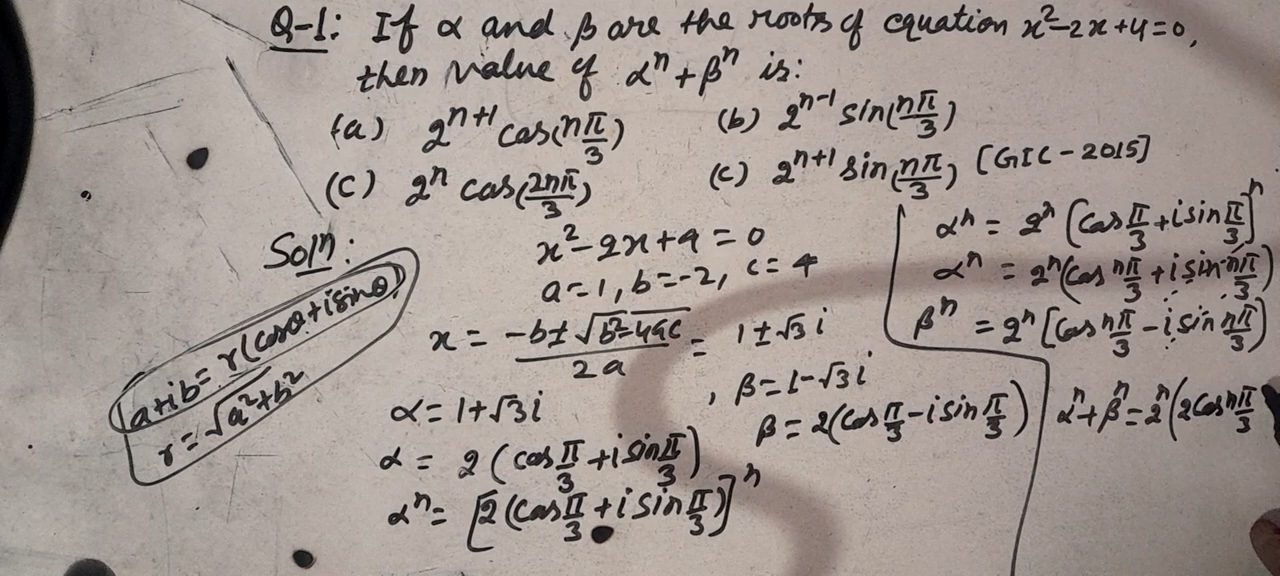 Q-1: If α and β are the roots of equation x²-2x+4=0,
then value of αⁿ+βⁿ is:
(a) 2ⁿ⁺¹ cos(nπ/3) (b) 2ⁿ⁻¹ sin(nπ/3)
(c) 2ⁿ cos(2nπ/3) (c) 2ⁿ⁺¹ sin(nπ/3) [GIC-2015]
Solⁿ:
x²-2x+4=0
a=1, b=-2, c=4
x = (-b±√(b²-4ac))/2a = 1±√3 i
α=1+√3i , β=1-√3i
α = 2(cos π/3 + i sin π/3) β = 2(cos π/3 - i sin π/3)
αⁿ = [2(cos π/3 + i sin π/3)]ⁿ
a+ib = r(cosθ+isinθ)
r = √(a²+b²)
αⁿ = 2ⁿ [cos π/3 + i sin π/3]ⁿ
αⁿ = 2ⁿ(cos nπ/3 + i sin nπ/3)
βⁿ = 2ⁿ[cos nπ/3 - i sin nπ/3)
αⁿ+βⁿ = 2ⁿ(2cos nπ/3